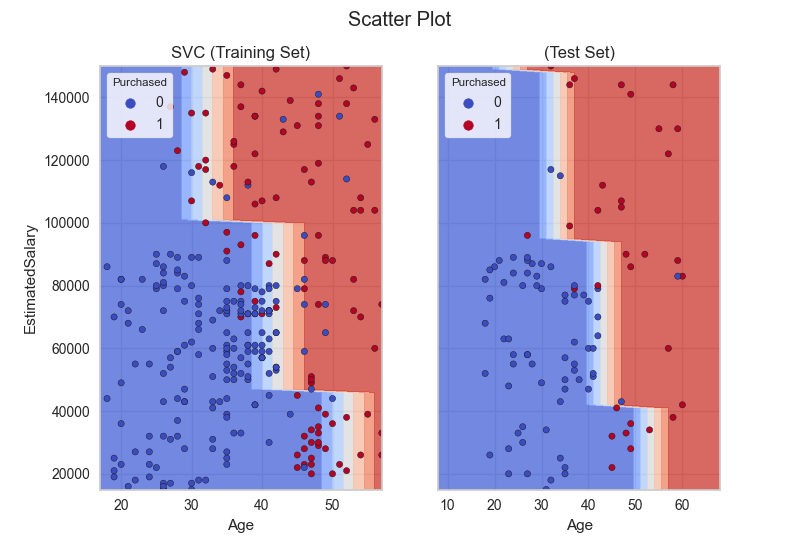 Scatter Plot
SVC (Training Set)
(Test Set)
Purchased
0
1
Purchased
0
1
EstimatedSalary
140000
120000
100000
80000
60000
40000
20000
20 30 40 50
10 20 30 40 50 60
Age
Age